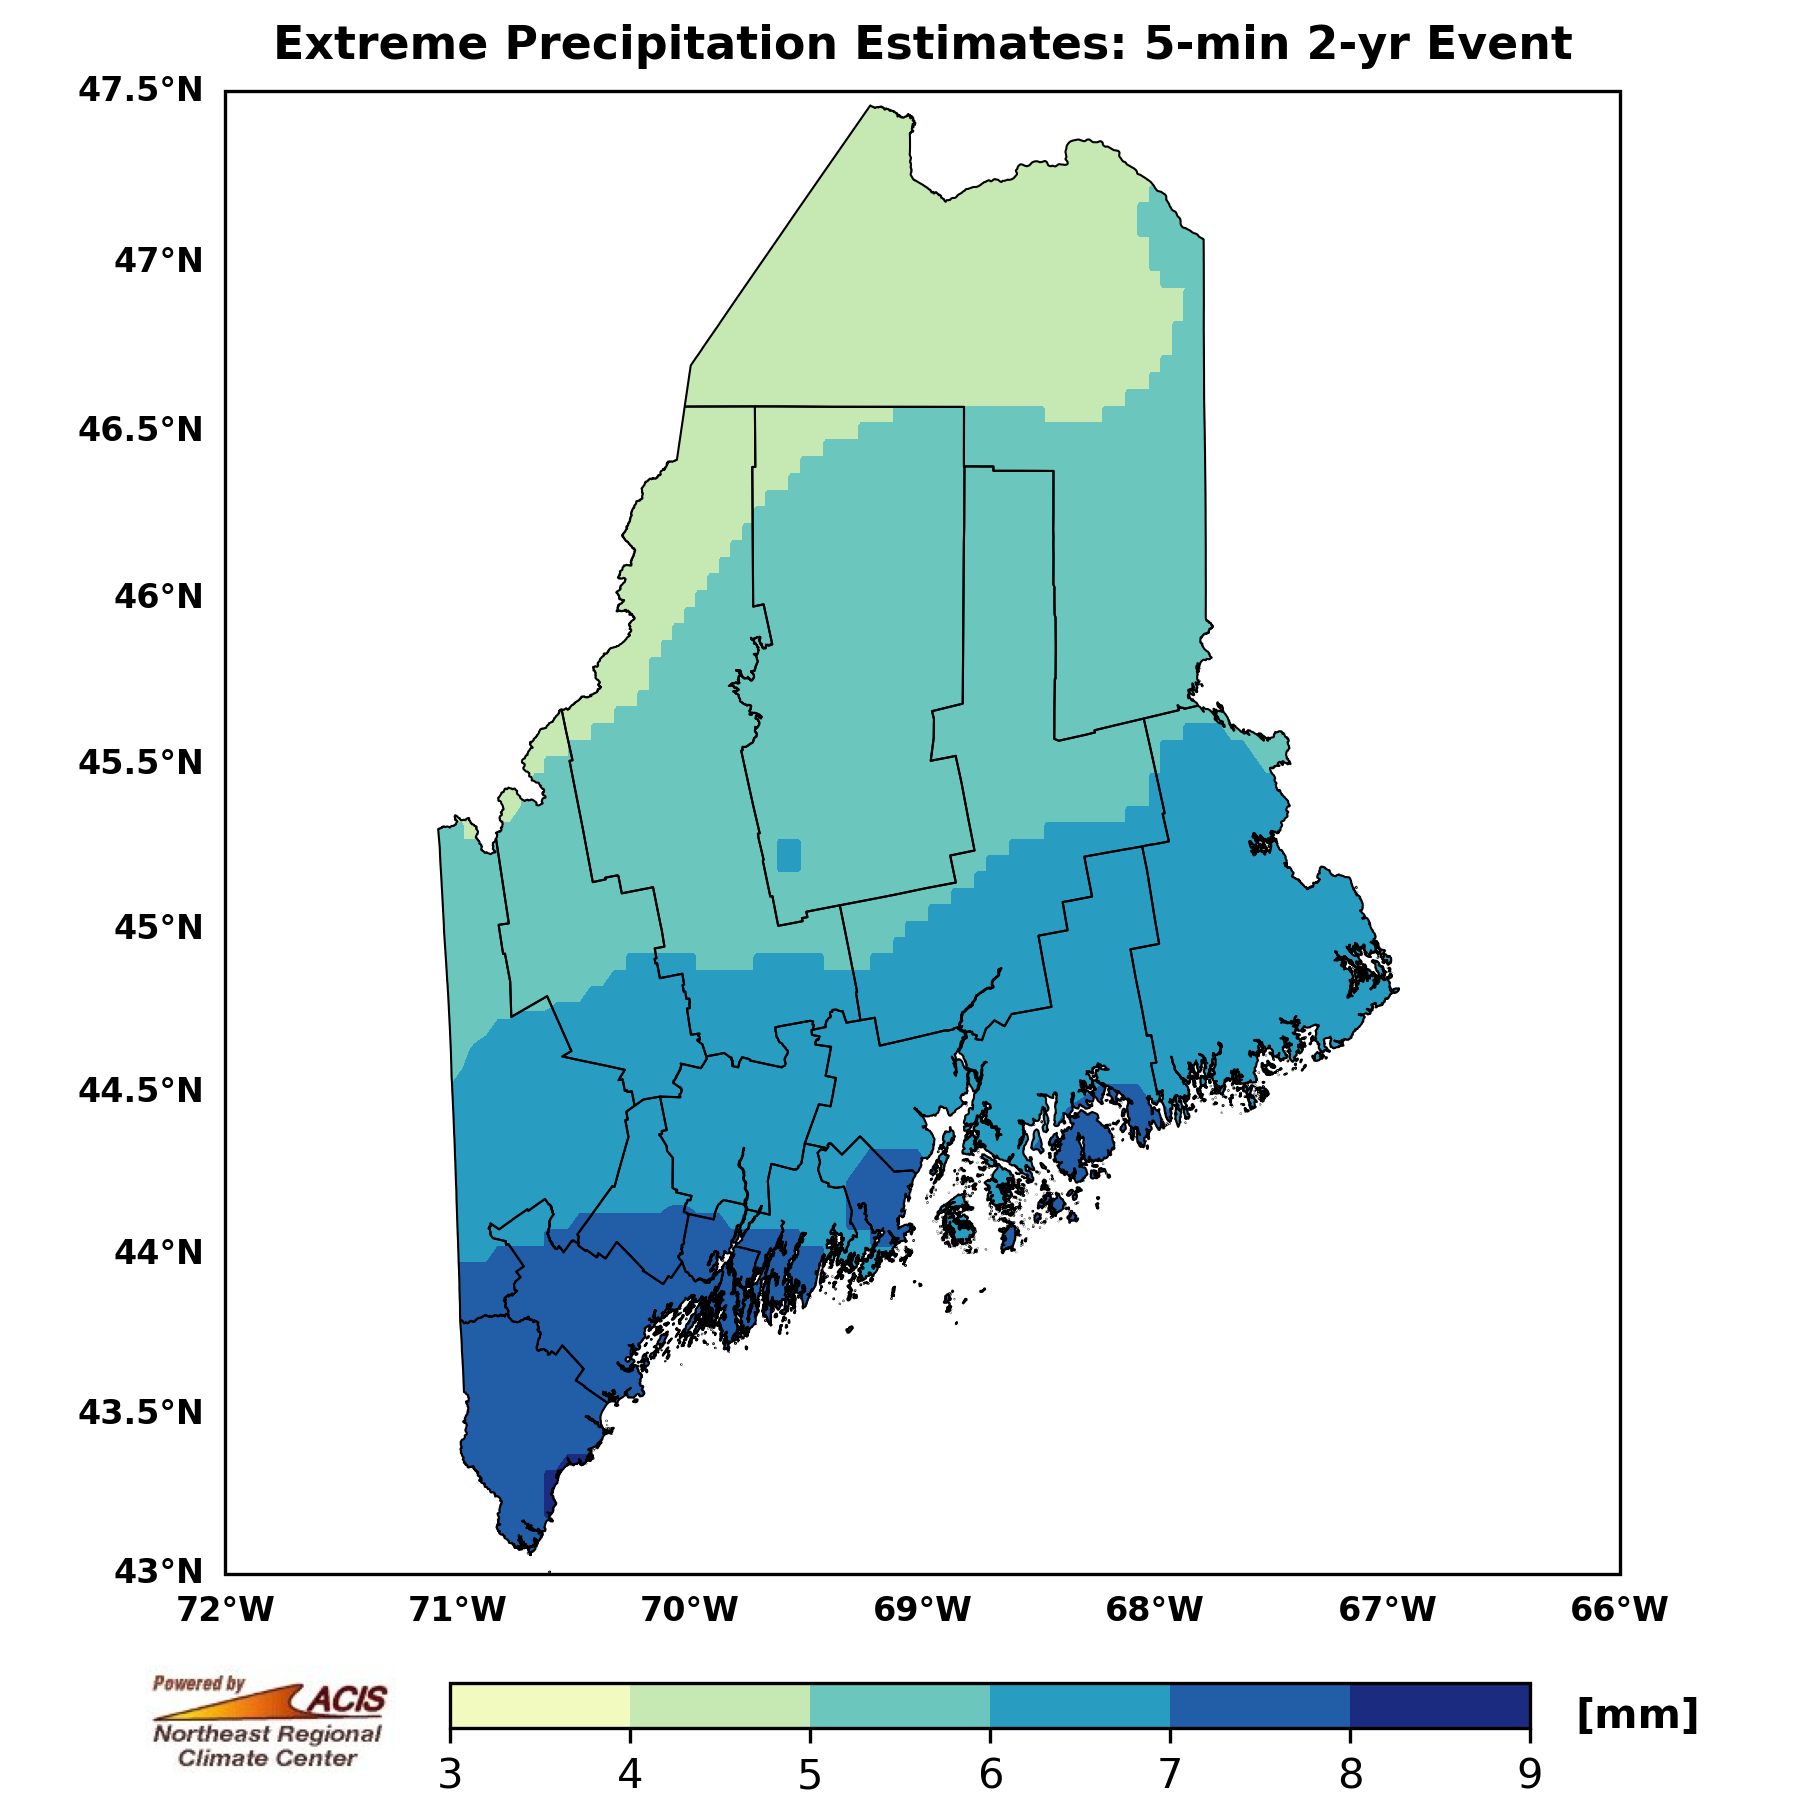 Extreme Precipitation Estimates: 5-min 2-yr Event
47.5°N
47°N
46.5°N
46°N
45.5°N
45°N
44.5°N
44°N
43.5°N
43°N
72°W 71°W 70°W 69°W 68°W 67°W 66°W
Powered by
ACIS
Northeast Regional
Climate Center
[mm]
3 4 5 6 7 8 9